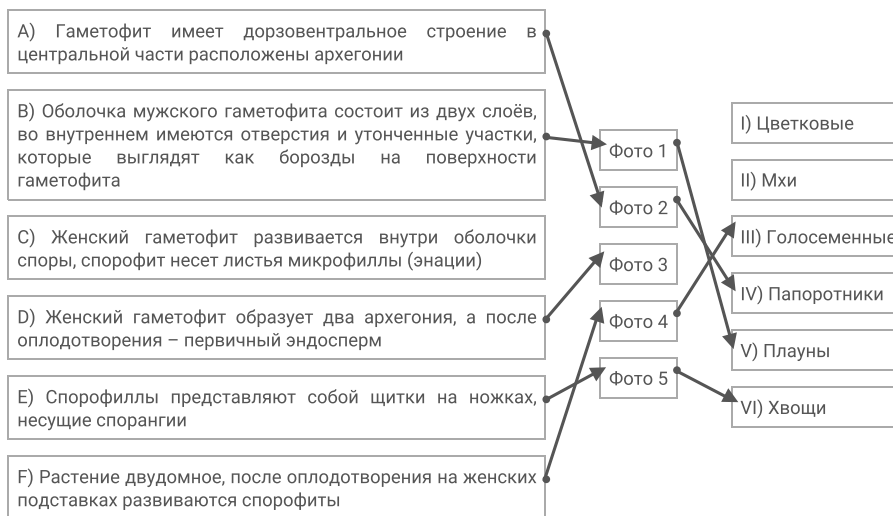 A) Гаметофит имеет дорзовентральное строение в
центральной части расположены архегонии
B) Оболочка мужского гаметофита состоит из двух слоёв,
во внутреннем имеются отверстия и утонченные участки,
которые выглядят как борозды на поверхности
гаметофита
C) Женский гаметофит развивается внутри оболочки
споры, спорофит несет листья микрофиллы (энации)
D) Женский гаметофит образует два архегония, а после
оплодотворения – первичный эндосперм
E) Спорофиллы представляют собой щитки на ножках,
несущие спорангии
F) Растение двудомное, после оплодотворения на женских
подставках развиваются спорофиты
Фото 1
Фото 2
Фото 3
Фото 4
Фото 5
I) Цветковые
II) Мхи
III) Голосеменные
IV) Папоротники
V) Плауны
VI) Хвощи